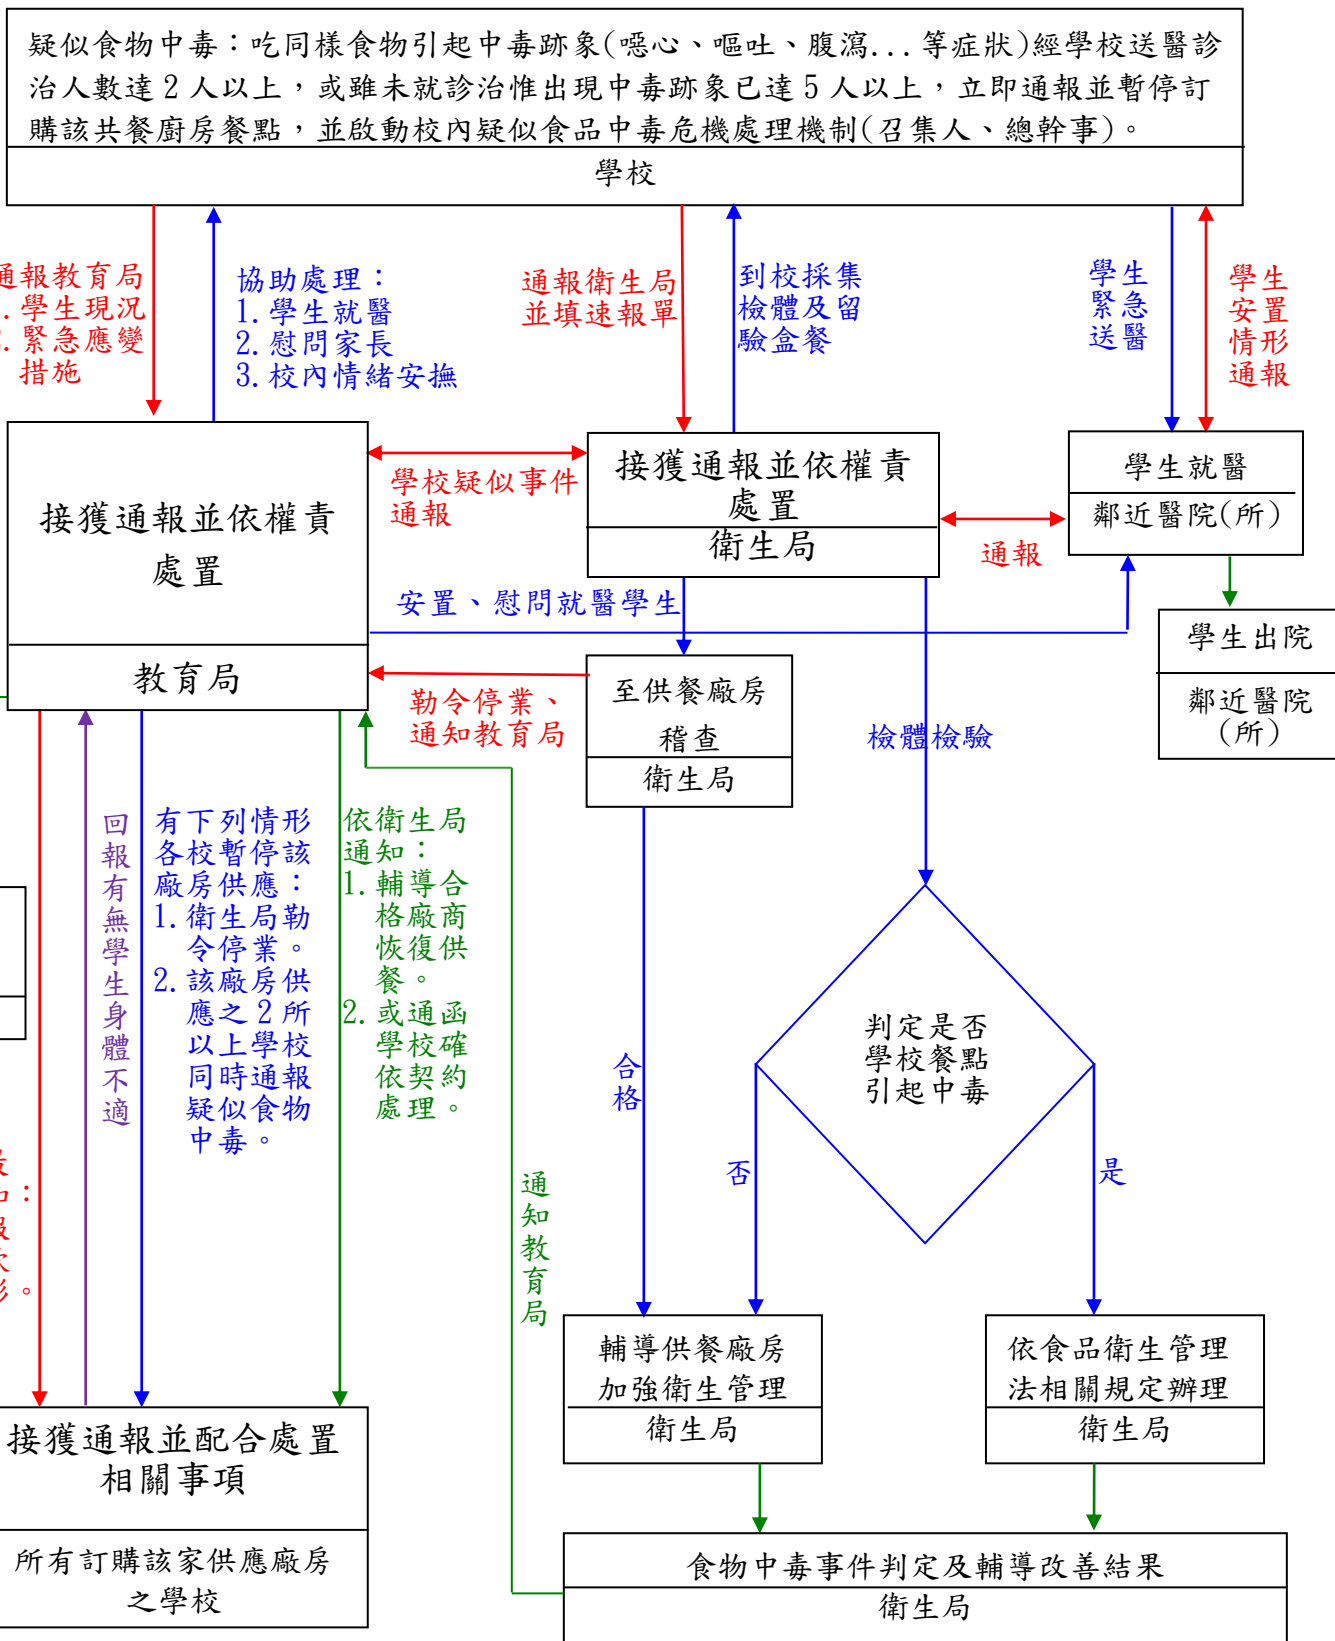 疑似食物中毒：吃同樣食物引起中毒跡象(噁心、嘔吐、腹瀉...等症狀)經學校送醫診
治人數達2人以上，或雖未就診治惟出現中毒跡象已達5人以上，立即通報並暫停訂
購該共餐廚房餐點，並啟動校內疑似食品中毒危機處理機制(召集人、總幹事)。
學校
通報教育局
1.學生現況
2.緊急應變
措施
協助處理：
1.學生就醫
2.慰問家長
3.校內情緒安撫
通報衛生局
並填速報單
到校採集
檢體及留
驗盒餐
學生
緊急
送醫
學生
安置
情形
通報
接獲通報並依權責
處置
教育局
學校疑似事件
通報
接獲通報並依權責
處置
衛生局
通報
學生就醫
鄰近醫院(所)
安置、慰問就醫學生
學生出院
鄰近醫院
(所)
勒令停業、
通知教育局
至供餐廠房
稽查
衛生局
檢體檢驗
回報有無學生身體不適
有下列情形
各校暫停該
廠房供應：
1.衛生局勒
令停業。
2.該廠房供
應之2所
以上學校
同時通報
疑似食物
中毒。
依衛生局
通知：
1.輔導合
格廠商
恢復供
餐。
2.或通函
學校確
依契約
處理。
合格
判定是否
學校餐點
引起中毒
否
是
通知教育局
輔導供餐廠房
加強衛生管理
衛生局
依食品衛生管理
法相關規定辦理
衛生局
接獲通報並配合處置
相關事項
所有訂購該家供應廠房
之學校
食物中毒事件判定及輔導改善結果
衛生局